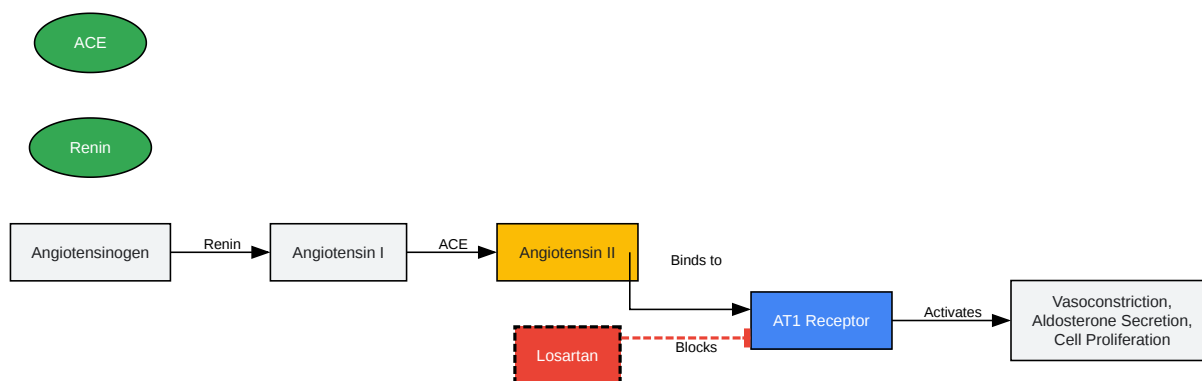 ACE
Renin
Angiotensinogen
Renin
Angiotensin I
ACE
Angiotensin II
Binds to
AT1 Receptor
Activates
Vasoconstriction,
Aldosterone Secretion,
Cell Proliferation
Losartan
Blocks